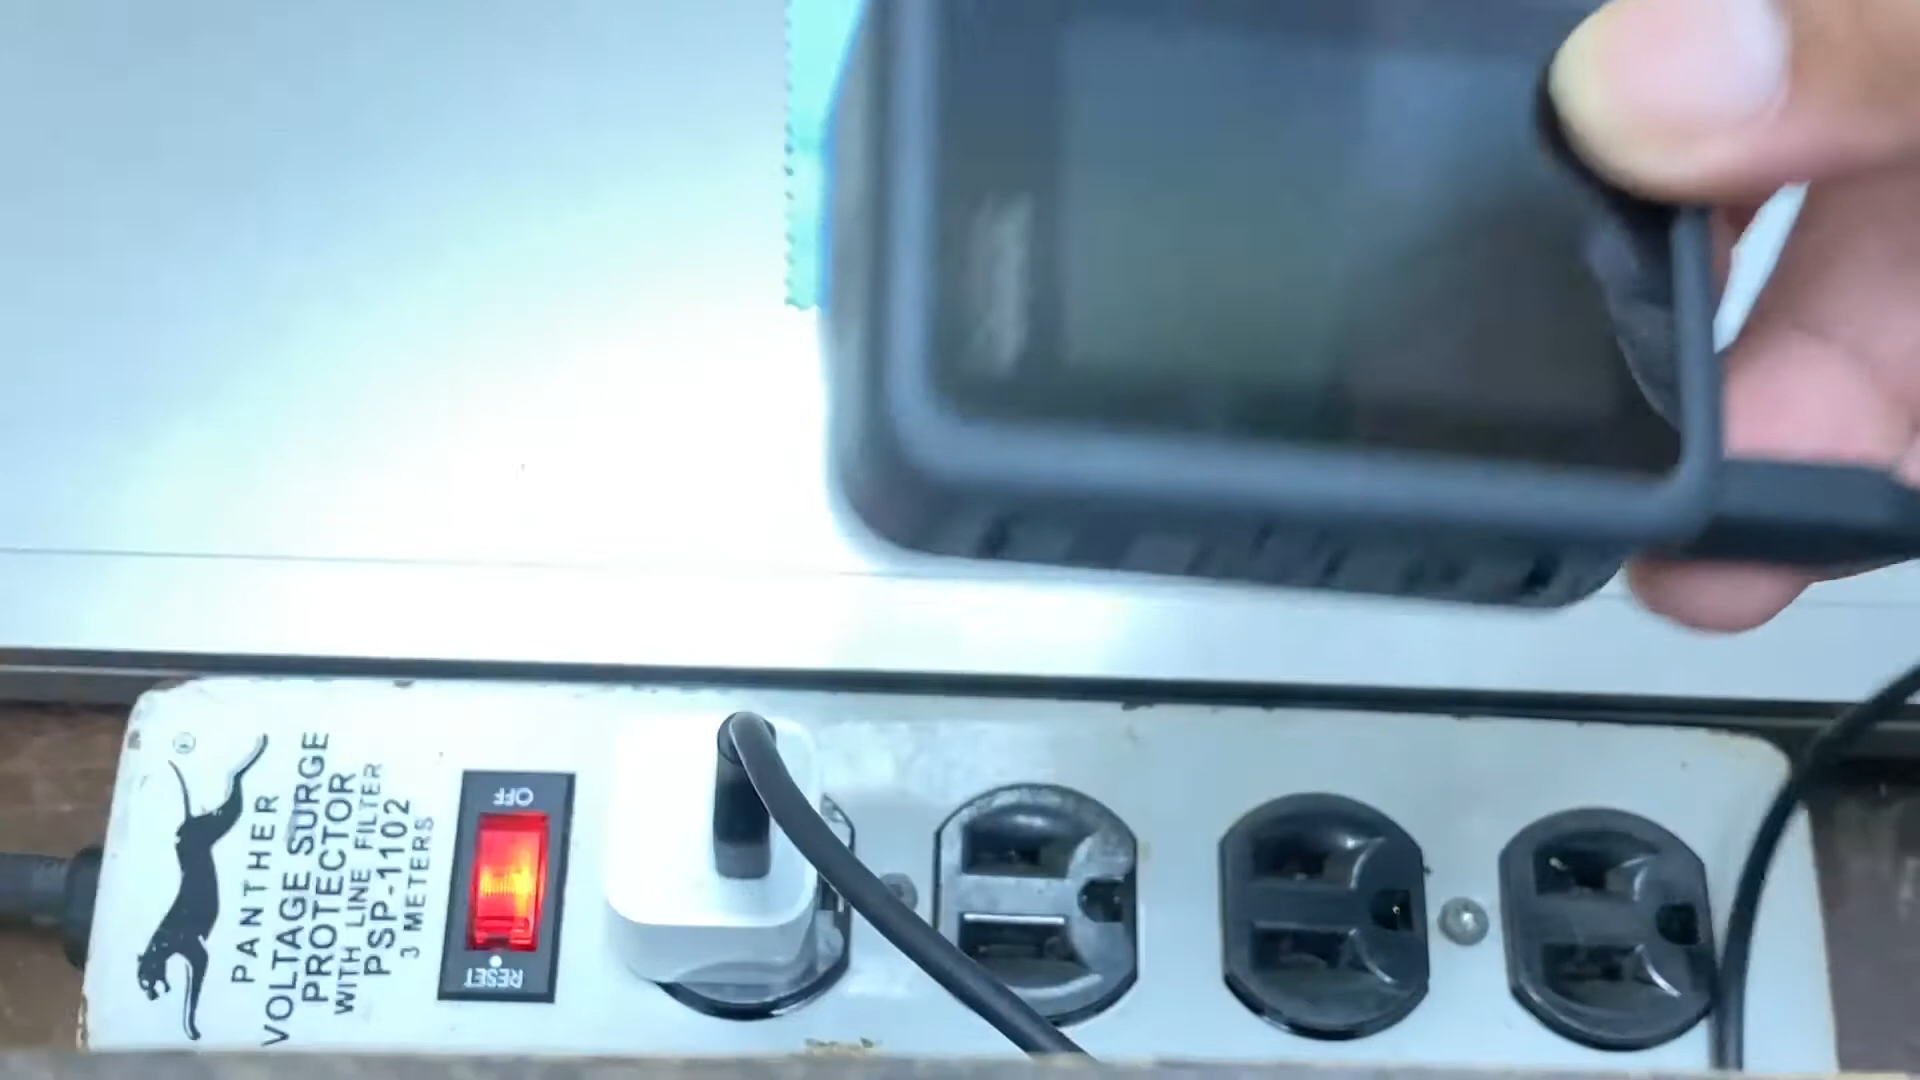 PANTHER
VOLTAGE SURGE
PROTECTOR
WITH LINE FILTER
PSP-1102
3 METERS
OFF
RESET